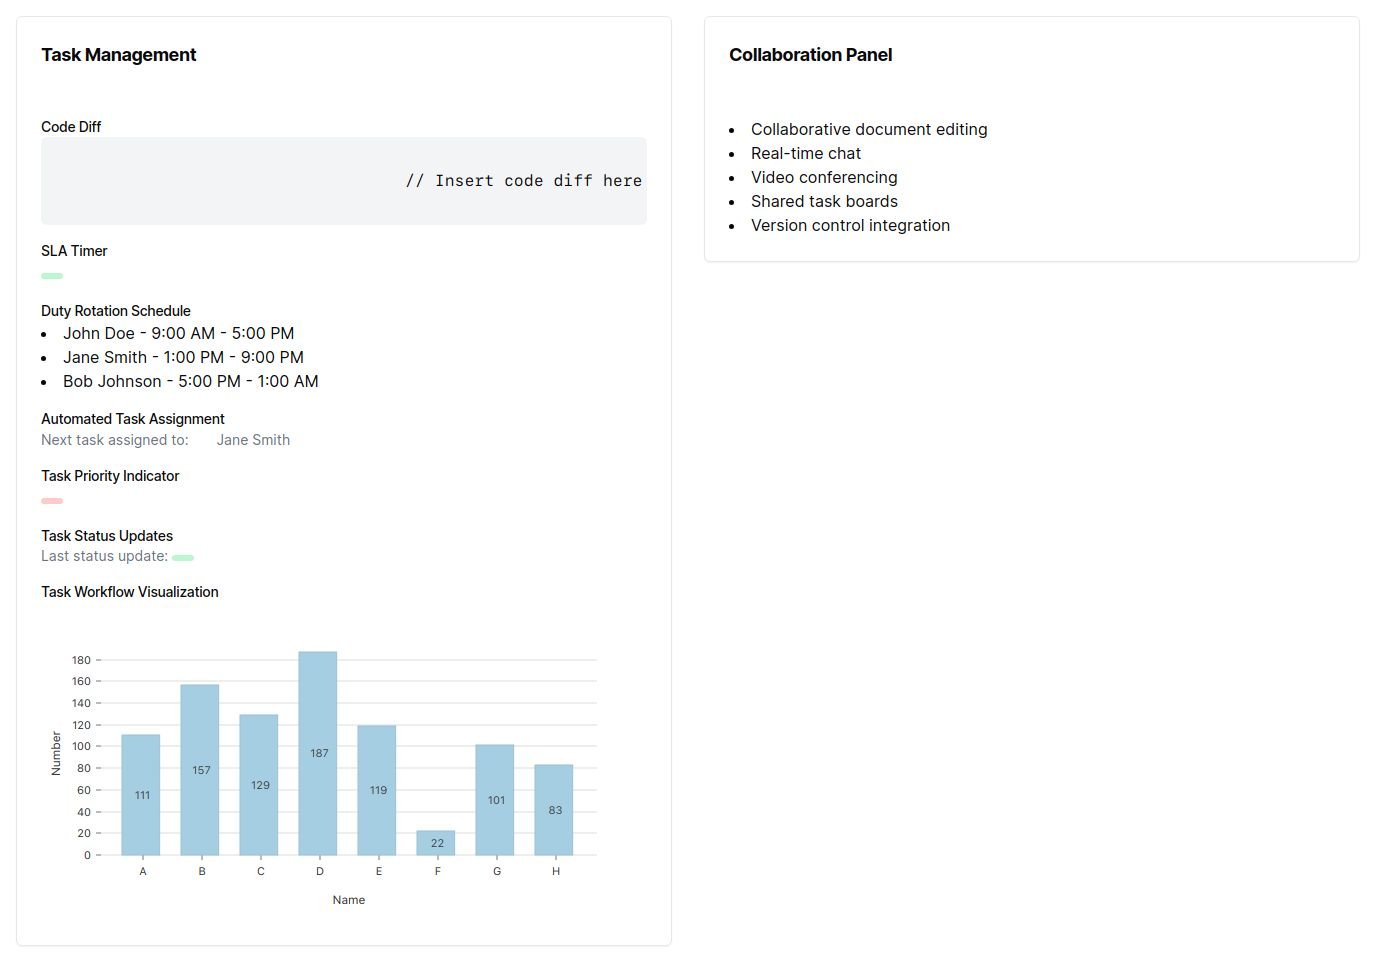 Task Management
Code Diff
// Insert code diff here
SLA Timer
Duty Rotation Schedule
John Doe - 9:00 AM - 5:00 PM
Jane Smith - 1:00 PM - 9:00 PM
Bob Johnson - 5:00 PM - 1:00 AM
Automated Task Assignment
Next task assigned to: Jane Smith
Task Priority Indicator
Task Status Updates
Last status update:
Task Workflow Visualization
Number
180
160
140
120
100
80
60
40
20
0
111
157
129
187
119
22
101
83
A B C D E F G H
Name
Collaboration Panel
Collaborative document editing
Real-time chat
Video conferencing
Shared task boards
Version control integration